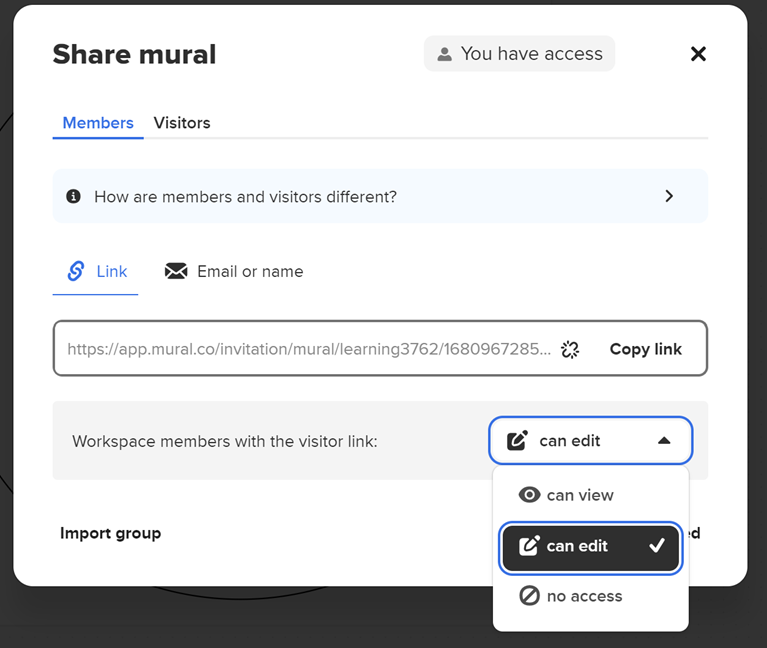 Share mural
You have access
Members Visitors
How are members and visitors different?
Link Email or name
https://app.mural.co/invitation/mural/learning3762/1680967285... Copy link
Workspace members with the visitor link: can edit
can view
Import group
can edit
no access